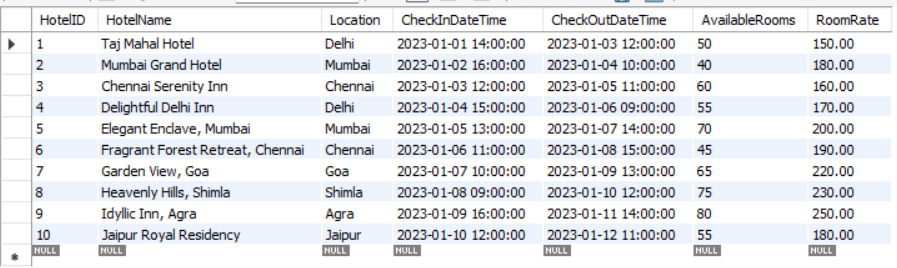 HotelID HotelName Location CheckInDateTime CheckOutDateTime AvailableRooms RoomRate
1 Taj Mahal Hotel Delhi 2023-01-01 14:00:00 2023-01-03 12:00:00 50 150.00
2 Mumbai Grand Hotel Mumbai 2023-01-02 16:00:00 2023-01-04 10:00:00 40 180.00
3 Chennai Serenity Inn Chennai 2023-01-03 12:00:00 2023-01-05 11:00:00 60 160.00
4 Delightful Delhi Inn Delhi 2023-01-04 15:00:00 2023-01-06 09:00:00 55 170.00
5 Elegant Enclave, Mumbai Mumbai 2023-01-05 13:00:00 2023-01-07 14:00:00 70 200.00
6 Fragrant Forest Retreat, Chennai Chennai 2023-01-06 11:00:00 2023-01-08 15:00:00 45 190.00
7 Garden View, Goa Goa 2023-01-07 10:00:00 2023-01-09 13:00:00 65 220.00
8 Heavenly Hills, Shimla Shimla 2023-01-08 09:00:00 2023-01-10 12:00:00 75 230.00
9 Idyllic Inn, Agra Agra 2023-01-09 16:00:00 2023-01-11 14:00:00 80 250.00
10 Jaipur Royal Residency Jaipur 2023-01-10 12:00:00 2023-01-12 11:00:00 55 180.00
NULL NULL NULL NULL NULL NULL NULL